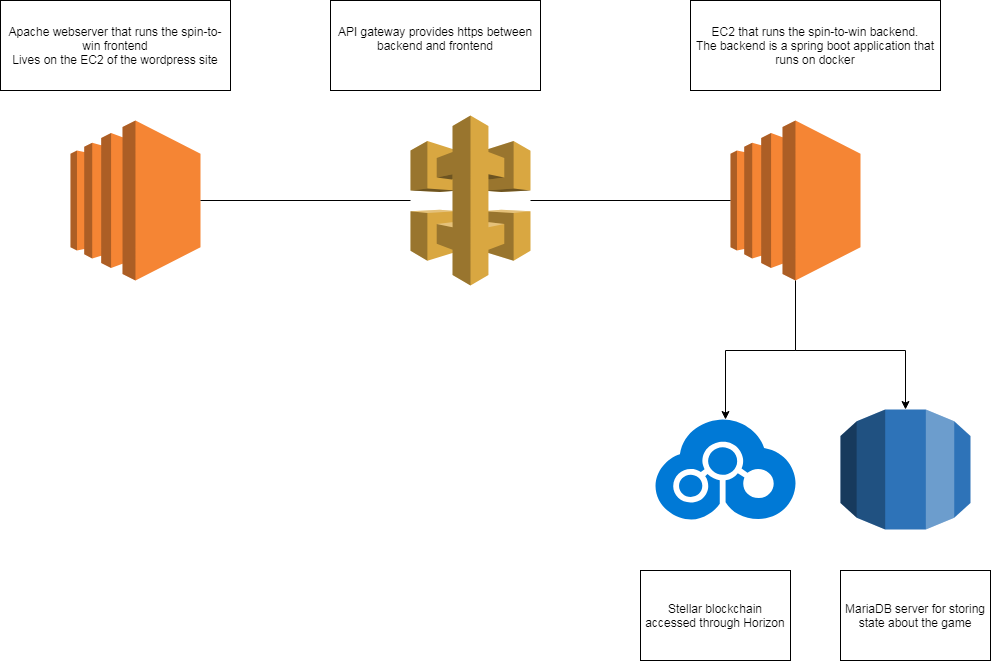 Apache webserver that runs the spin-to-
win frontend
Lives on the EC2 of the wordpress site
API gateway provides https between
backend and frontend
EC2 that runs the spin-to-win backend.
The backend is a spring boot application that
runs on docker
Stellar blockchain
accessed through Horizon
MariaDB server for storing
state about the game